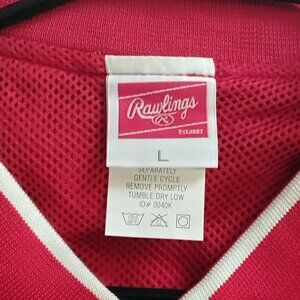 Rawlings
EST.1887
L
SEPARATELY
GENTLE CYCLE
REMOVE PROMPTLY
TUMBLE DRY LOW
ID# 0040K